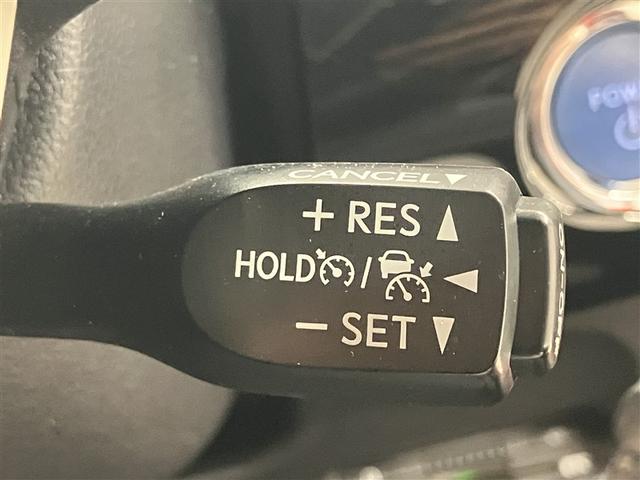 CANCEL▼
+ RES ▲
HOLD / ◄
− SET ▼